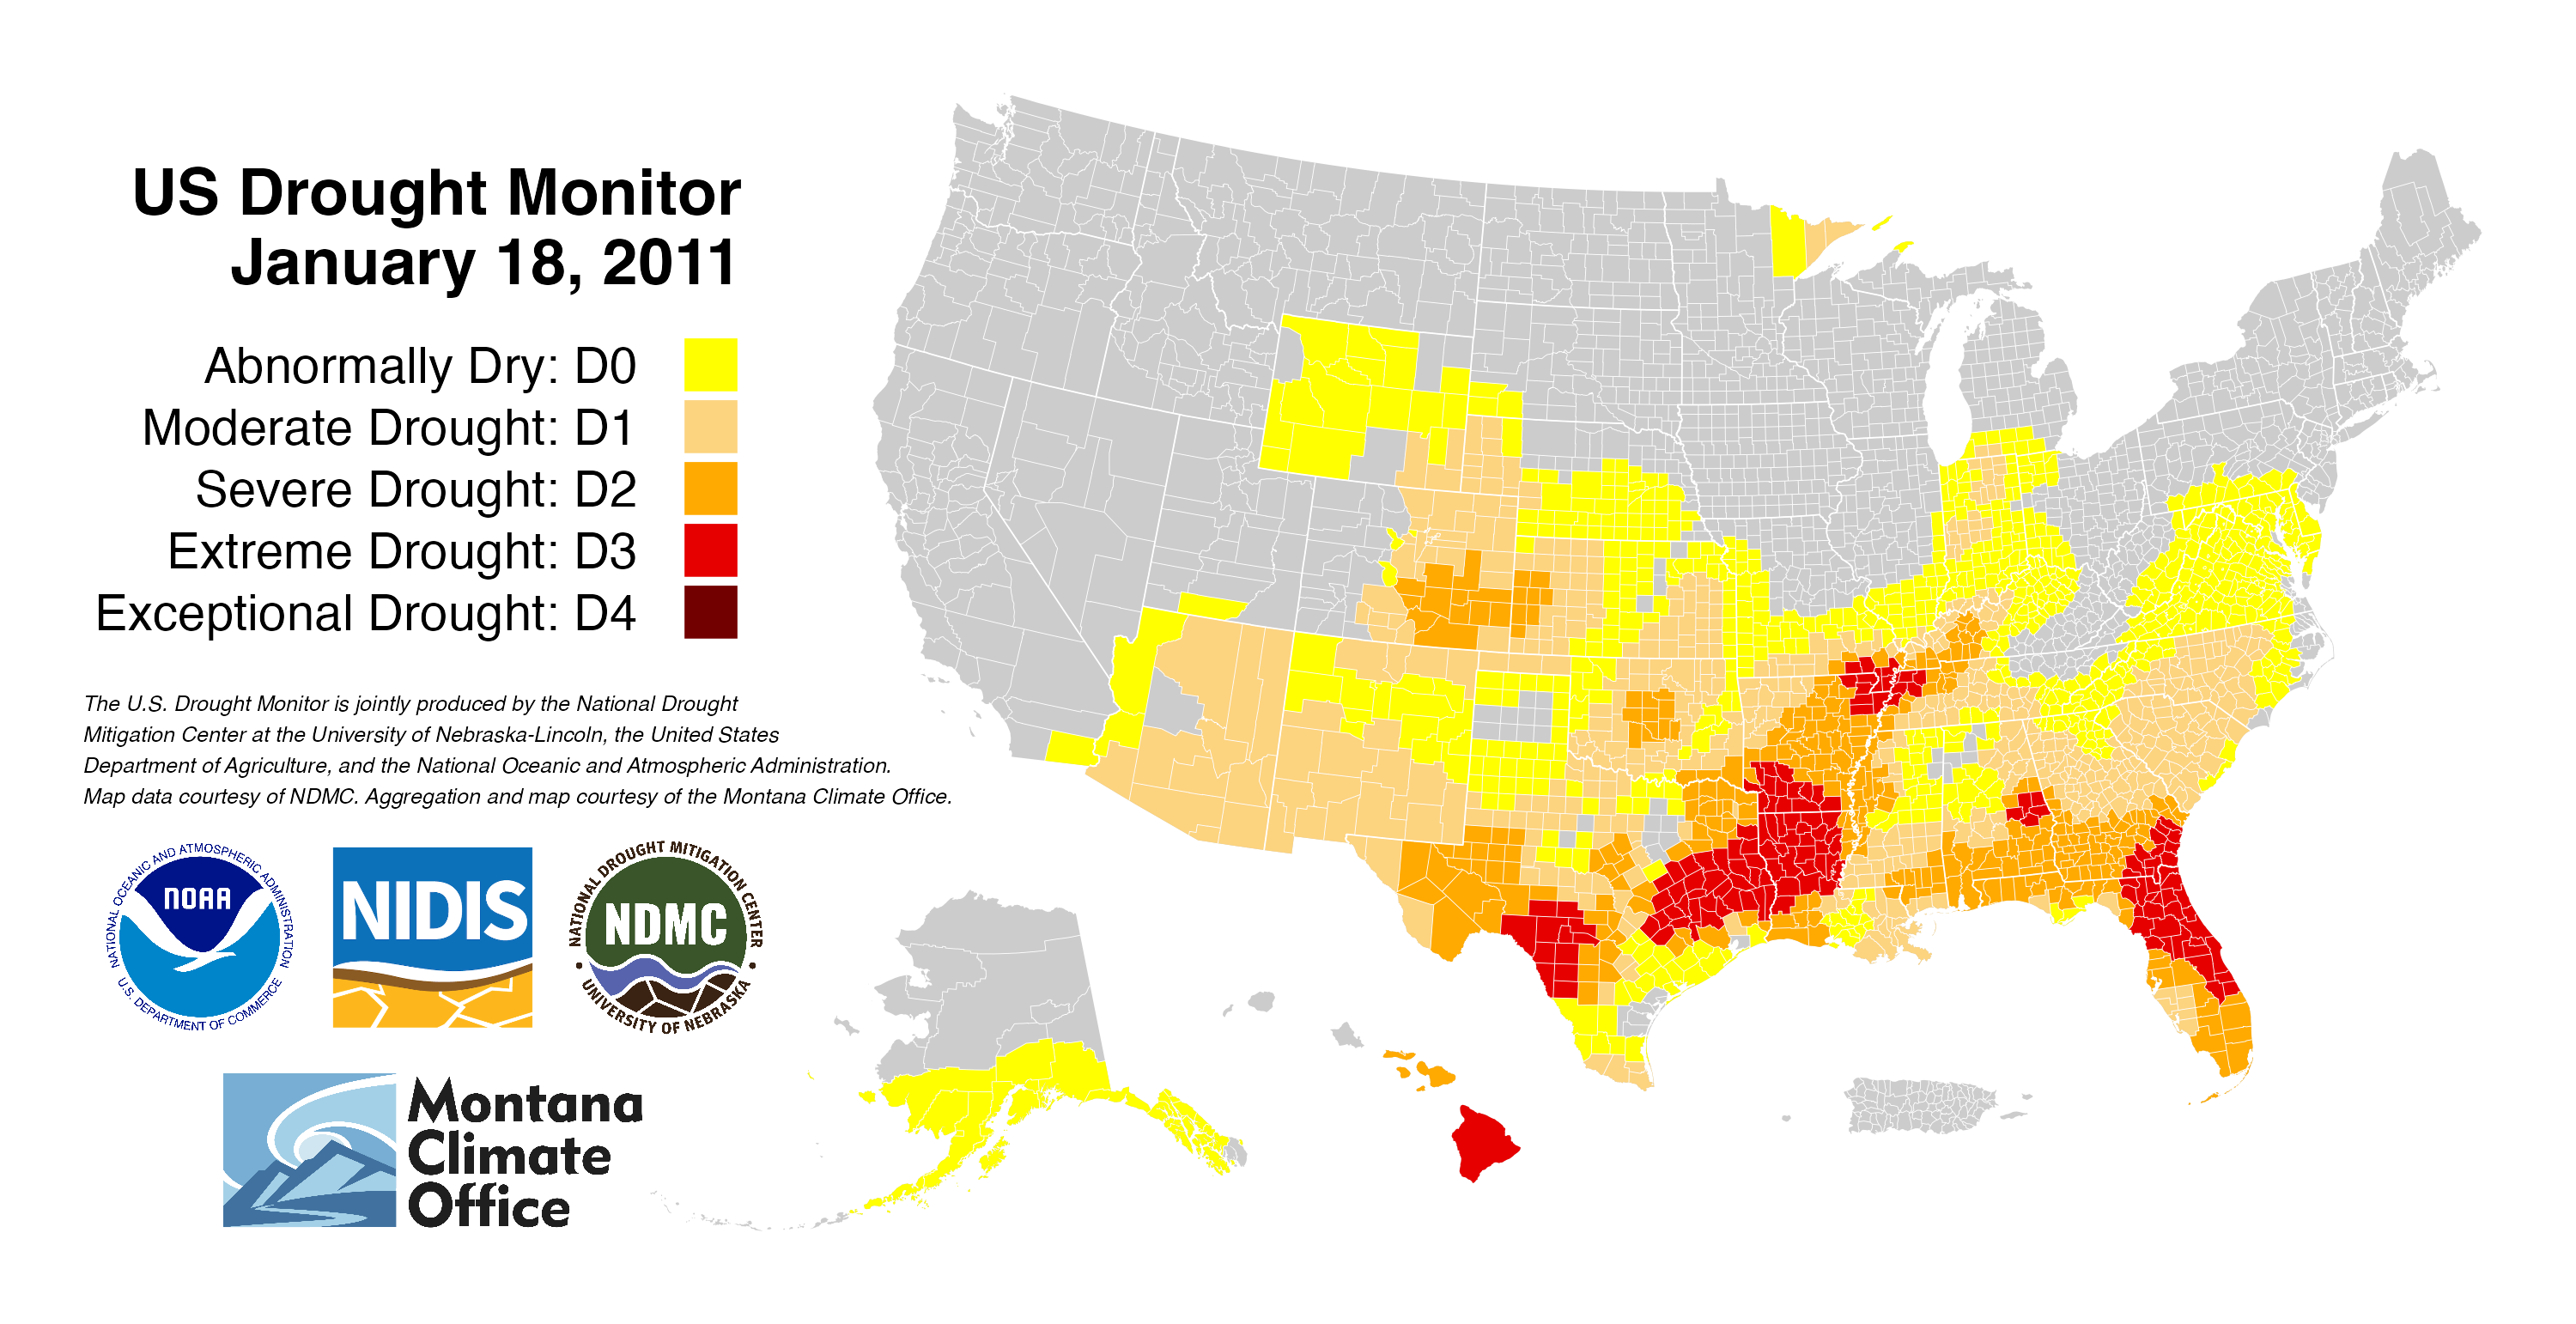 US Drought Monitor
January 18, 2011
Abnormally Dry: D0
Moderate Drought: D1
Severe Drought: D2
Extreme Drought: D3
Exceptional Drought: D4
The U.S. Drought Monitor is jointly produced by the National Drought
Mitigation Center at the University of Nebraska-Lincoln, the United States
Department of Agriculture, and the National Oceanic and Atmospheric Administration.
Map data courtesy of NDMC. Aggregation and map courtesy of the Montana Climate Office.
NATIONAL OCEANIC AND ATMOSPHERIC ADMINISTRATION
NOAA
U.S. DEPARTMENT OF COMMERCE
NIDIS
NATIONAL DROUGHT MITIGATION CENTER
NDMC
UNIVERSITY OF NEBRASKA
Montana
Climate
Office